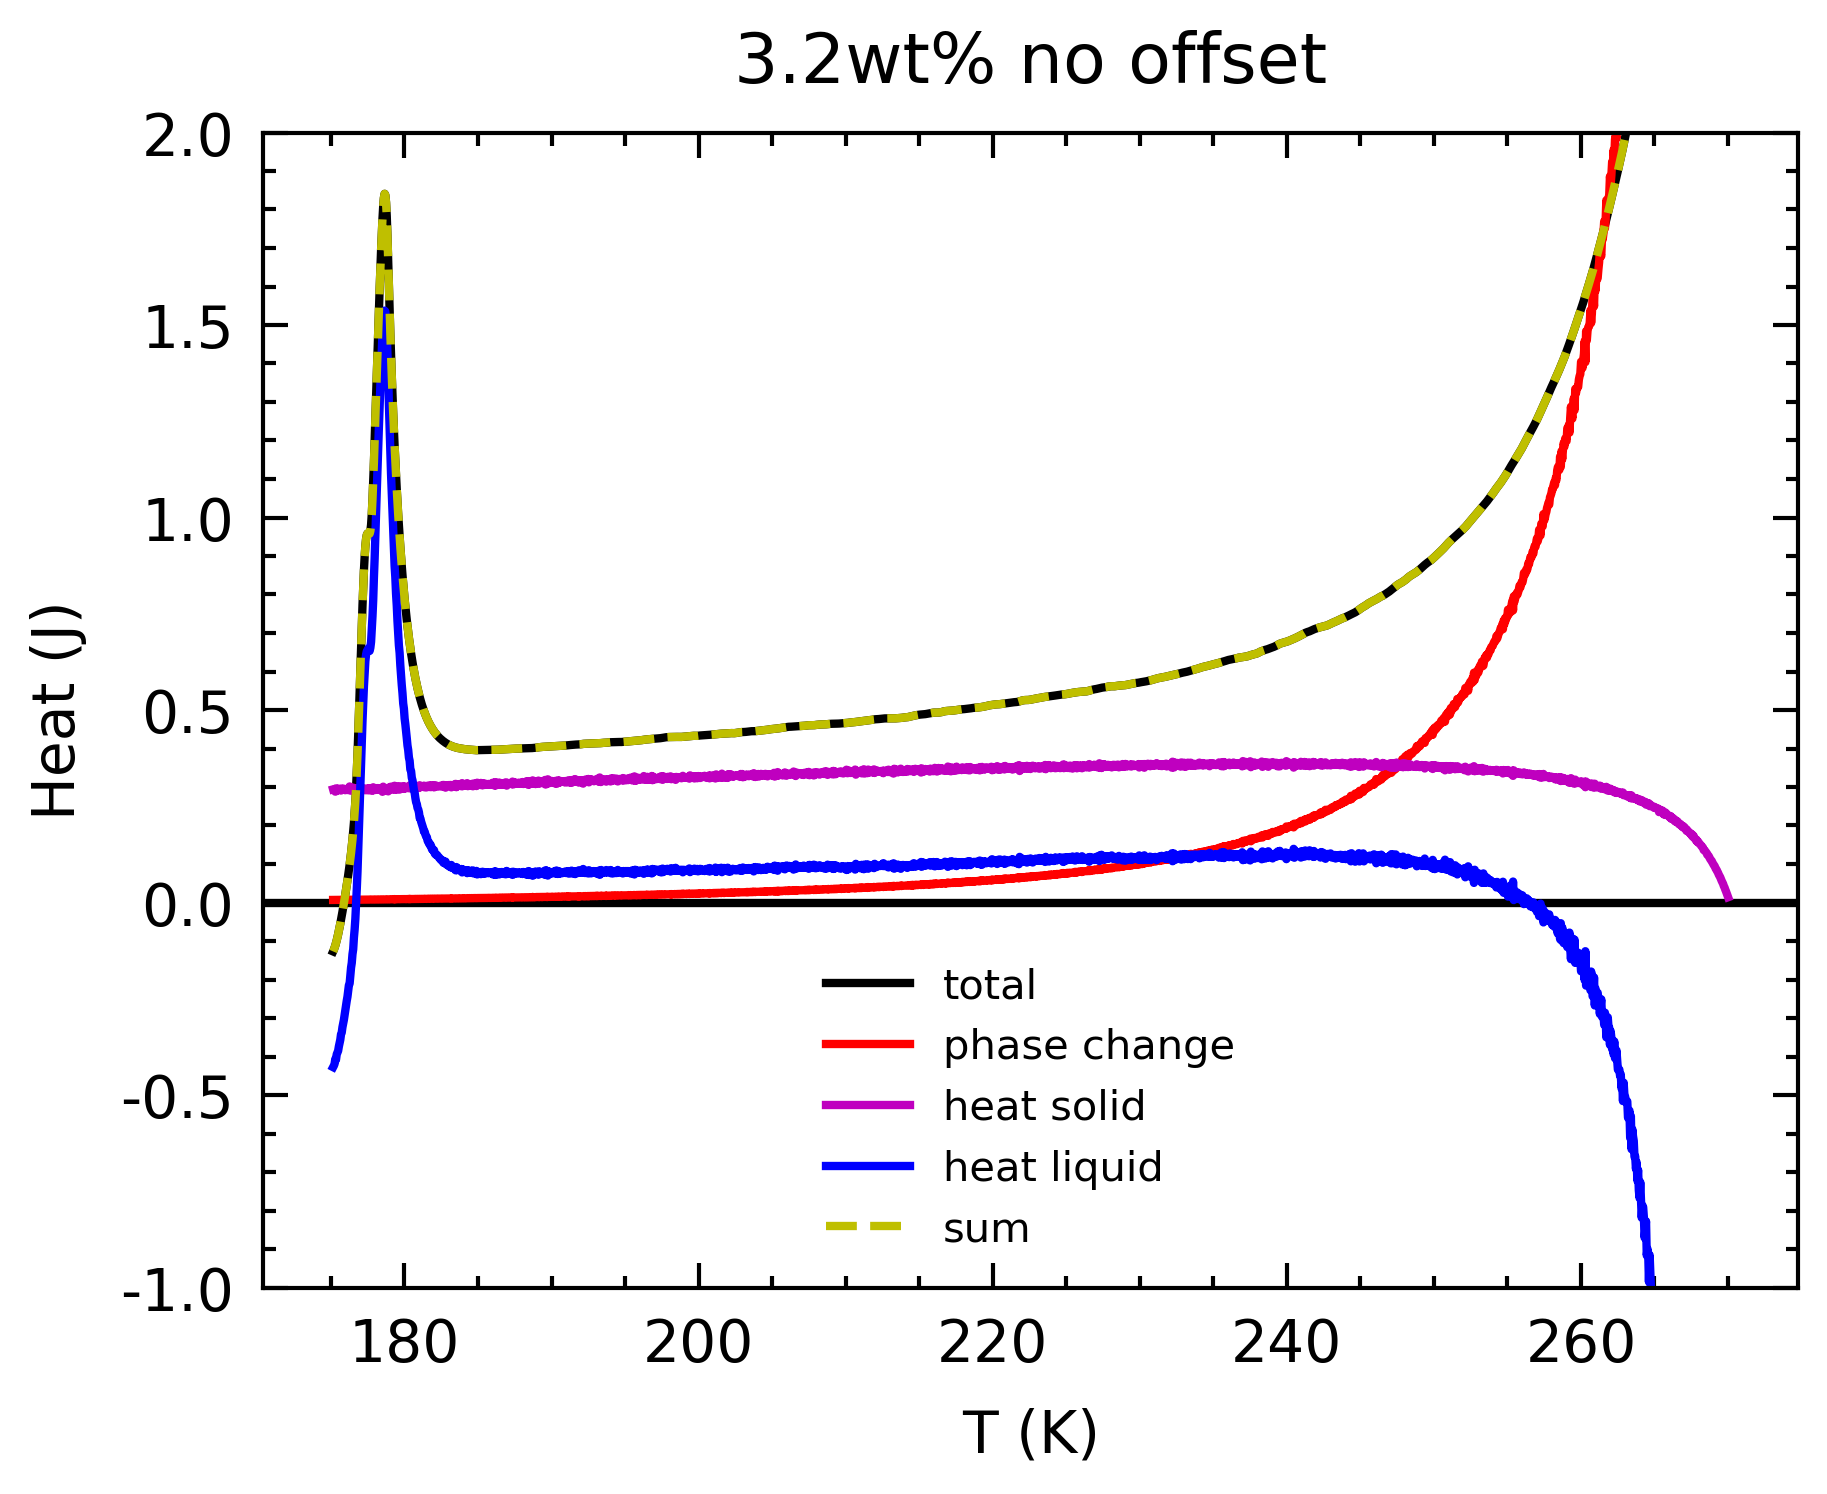 3.2wt% no offset
2.0
1.5
1.0
0.5
0.0
-0.5
-1.0
Heat (J)
total
phase change
heat solid
heat liquid
sum
180 200 220 240 260
T (K)